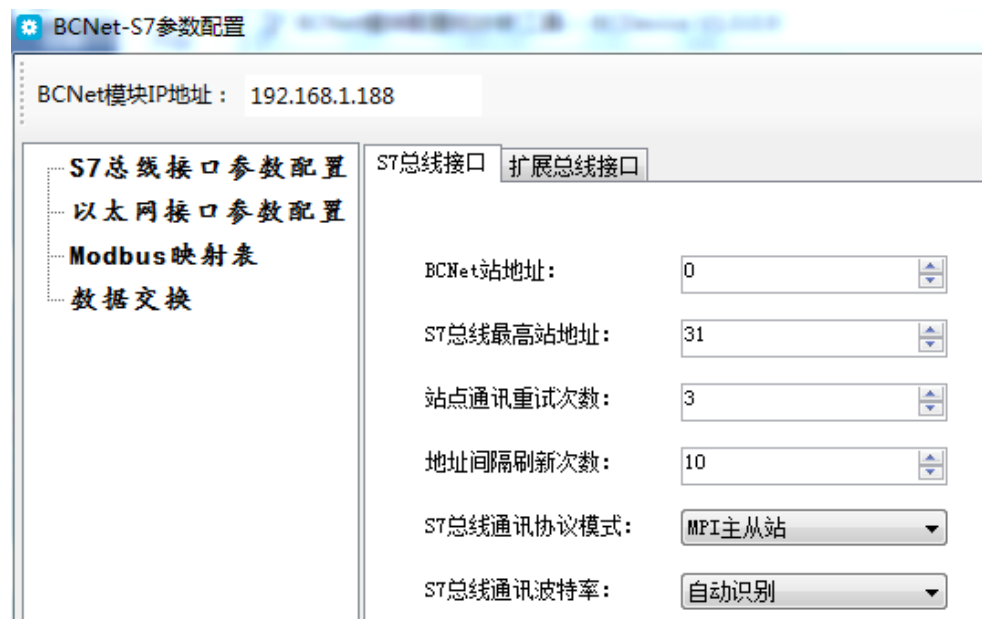 BCNet-S7参数配置
BCNet模块IP地址： 192.168.1.188
S7总线接口参数配置
以太网接口参数配置
Modbus映射表
数据交换
S7总线接口 扩展总线接口
BCNet站地址： 0
S7总线最高站地址： 31
站点通讯重试次数： 3
地址间隔刷新次数： 10
S7总线通讯协议模式： MPI主从站
S7总线通讯波特率： 自动识别